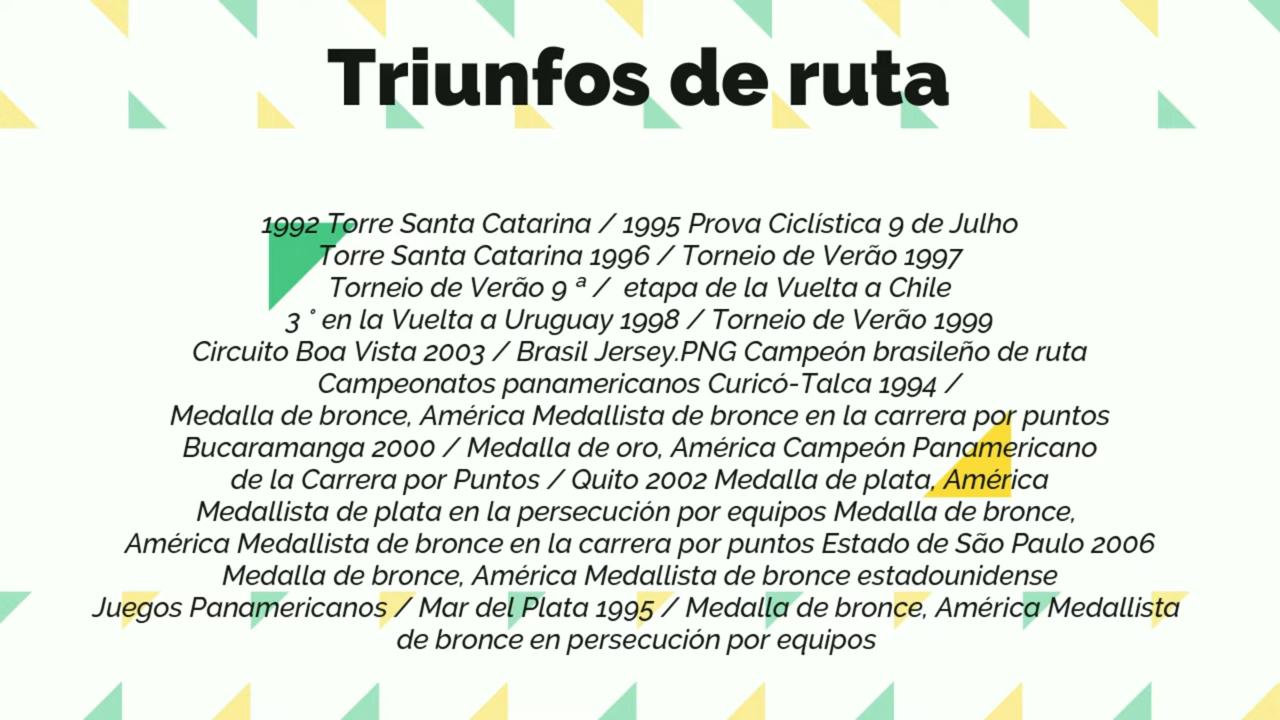 Triunfos de ruta
1992 Torre Santa Catarina / 1995 Prova Ciclística 9 de Julho
Torre Santa Catarina 1996 / Torneio de Verão 1997
Torneio de Verão 9 ª / etapa de la Vuelta a Chile
3 ° en la Vuelta a Uruguay 1998 / Torneio de Verão 1999
Circuito Boa Vista 2003 / Brasil Jersey.PNG Campeón brasileño de ruta
Campeonatos panamericanos Curicó-Talca 1994 /
Medalla de bronce, América Medallista de bronce en la carrera por puntos
Bucaramanga 2000 / Medalla de oro, América Campeón Panamericano
de la Carrera por Puntos / Quito 2002 Medalla de plata, América
Medallista de plata en la persecución por equipos Medalla de bronce,
América Medallista de bronce en la carrera por puntos Estado de São Paulo 2006
Medalla de bronce, América Medallista de bronce estadounidense
Juegos Panamericanos / Mar del Plata 1995 / Medalla de bronce, América Medallista
de bronce en persecución por equipos